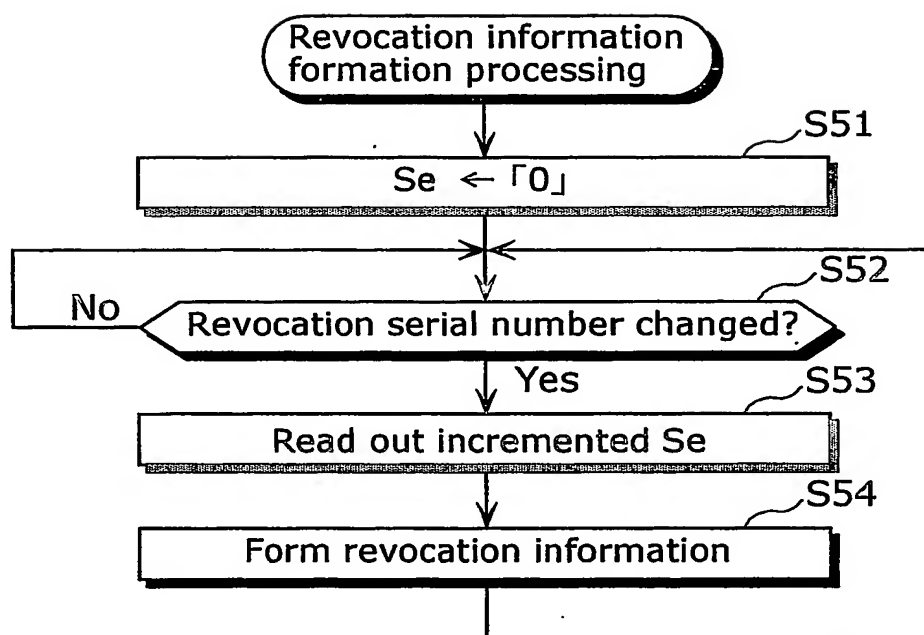 Revocation information
formation processing
S51
Se ← 「0」
S52
Revocation serial number changed?
No
Yes
S53
Read out incremented Se
S54
Form revocation information